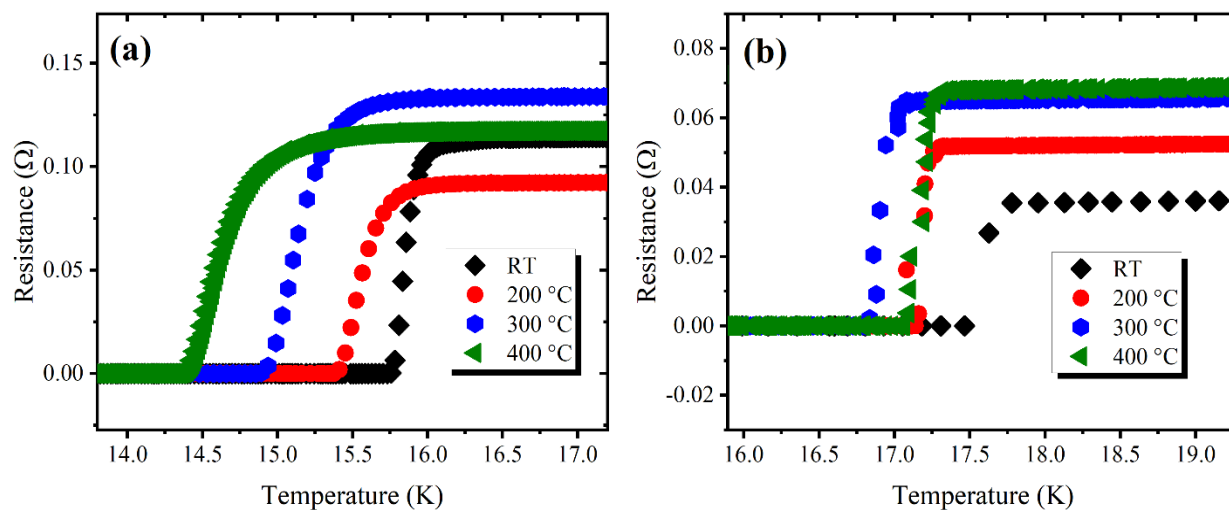 (a)
0.15
0.10
0.05
0.00
Resistance (Ω)
RT
200 °C
300 °C
400 °C
14.0 14.5 15.0 15.5 16.0 16.5 17.0
Temperature (K)
(b)
0.08
0.06
0.04
0.02
0.00
-0.02
Resistance (Ω)
RT
200 °C
300 °C
400 °C
16.0 16.5 17.0 17.5 18.0 18.5 19.0
Temperature (K)